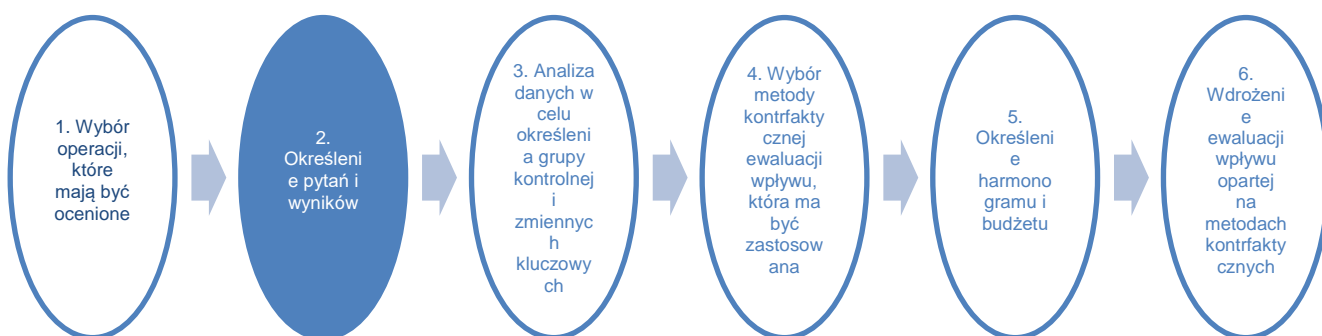 1. Wybór
operacji,
które
mają być
ocenione
2.
Określeni
e pytań i
wyników
3. Analiza
danych w
celu
określeni
a grupy
kontrolnej
i
zmiennyc
h
kluczowy
ch
4. Wybór
metody
kontrfakty
cznej
ewaluacji
wpływu,
która ma
być
zastosow
ana
5.
Określeni
e
harmono
gramu i
budżetu
6.
Wdrożeni
e
ewaluacji
wpływu
opartej
na
metodach
kontrfakty
cznych